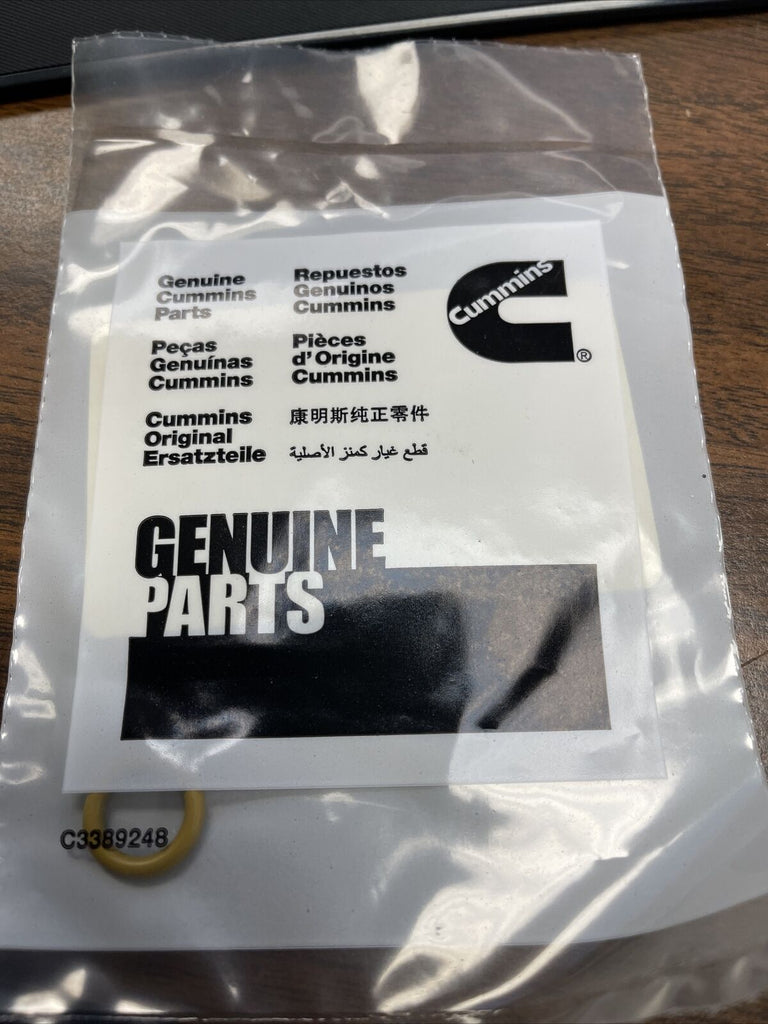 Genuine
Cummins
Parts
Repuestos
Genuinos
Cummins
Cummins
®
Peças
Genuínas
Cummins
Pièces
d' Origine
Cummins
Cummins
Original
Ersatzteile
康明斯纯正零件
قطع غيار كمنز الأصلية
GENUINE
PARTS
C3389248